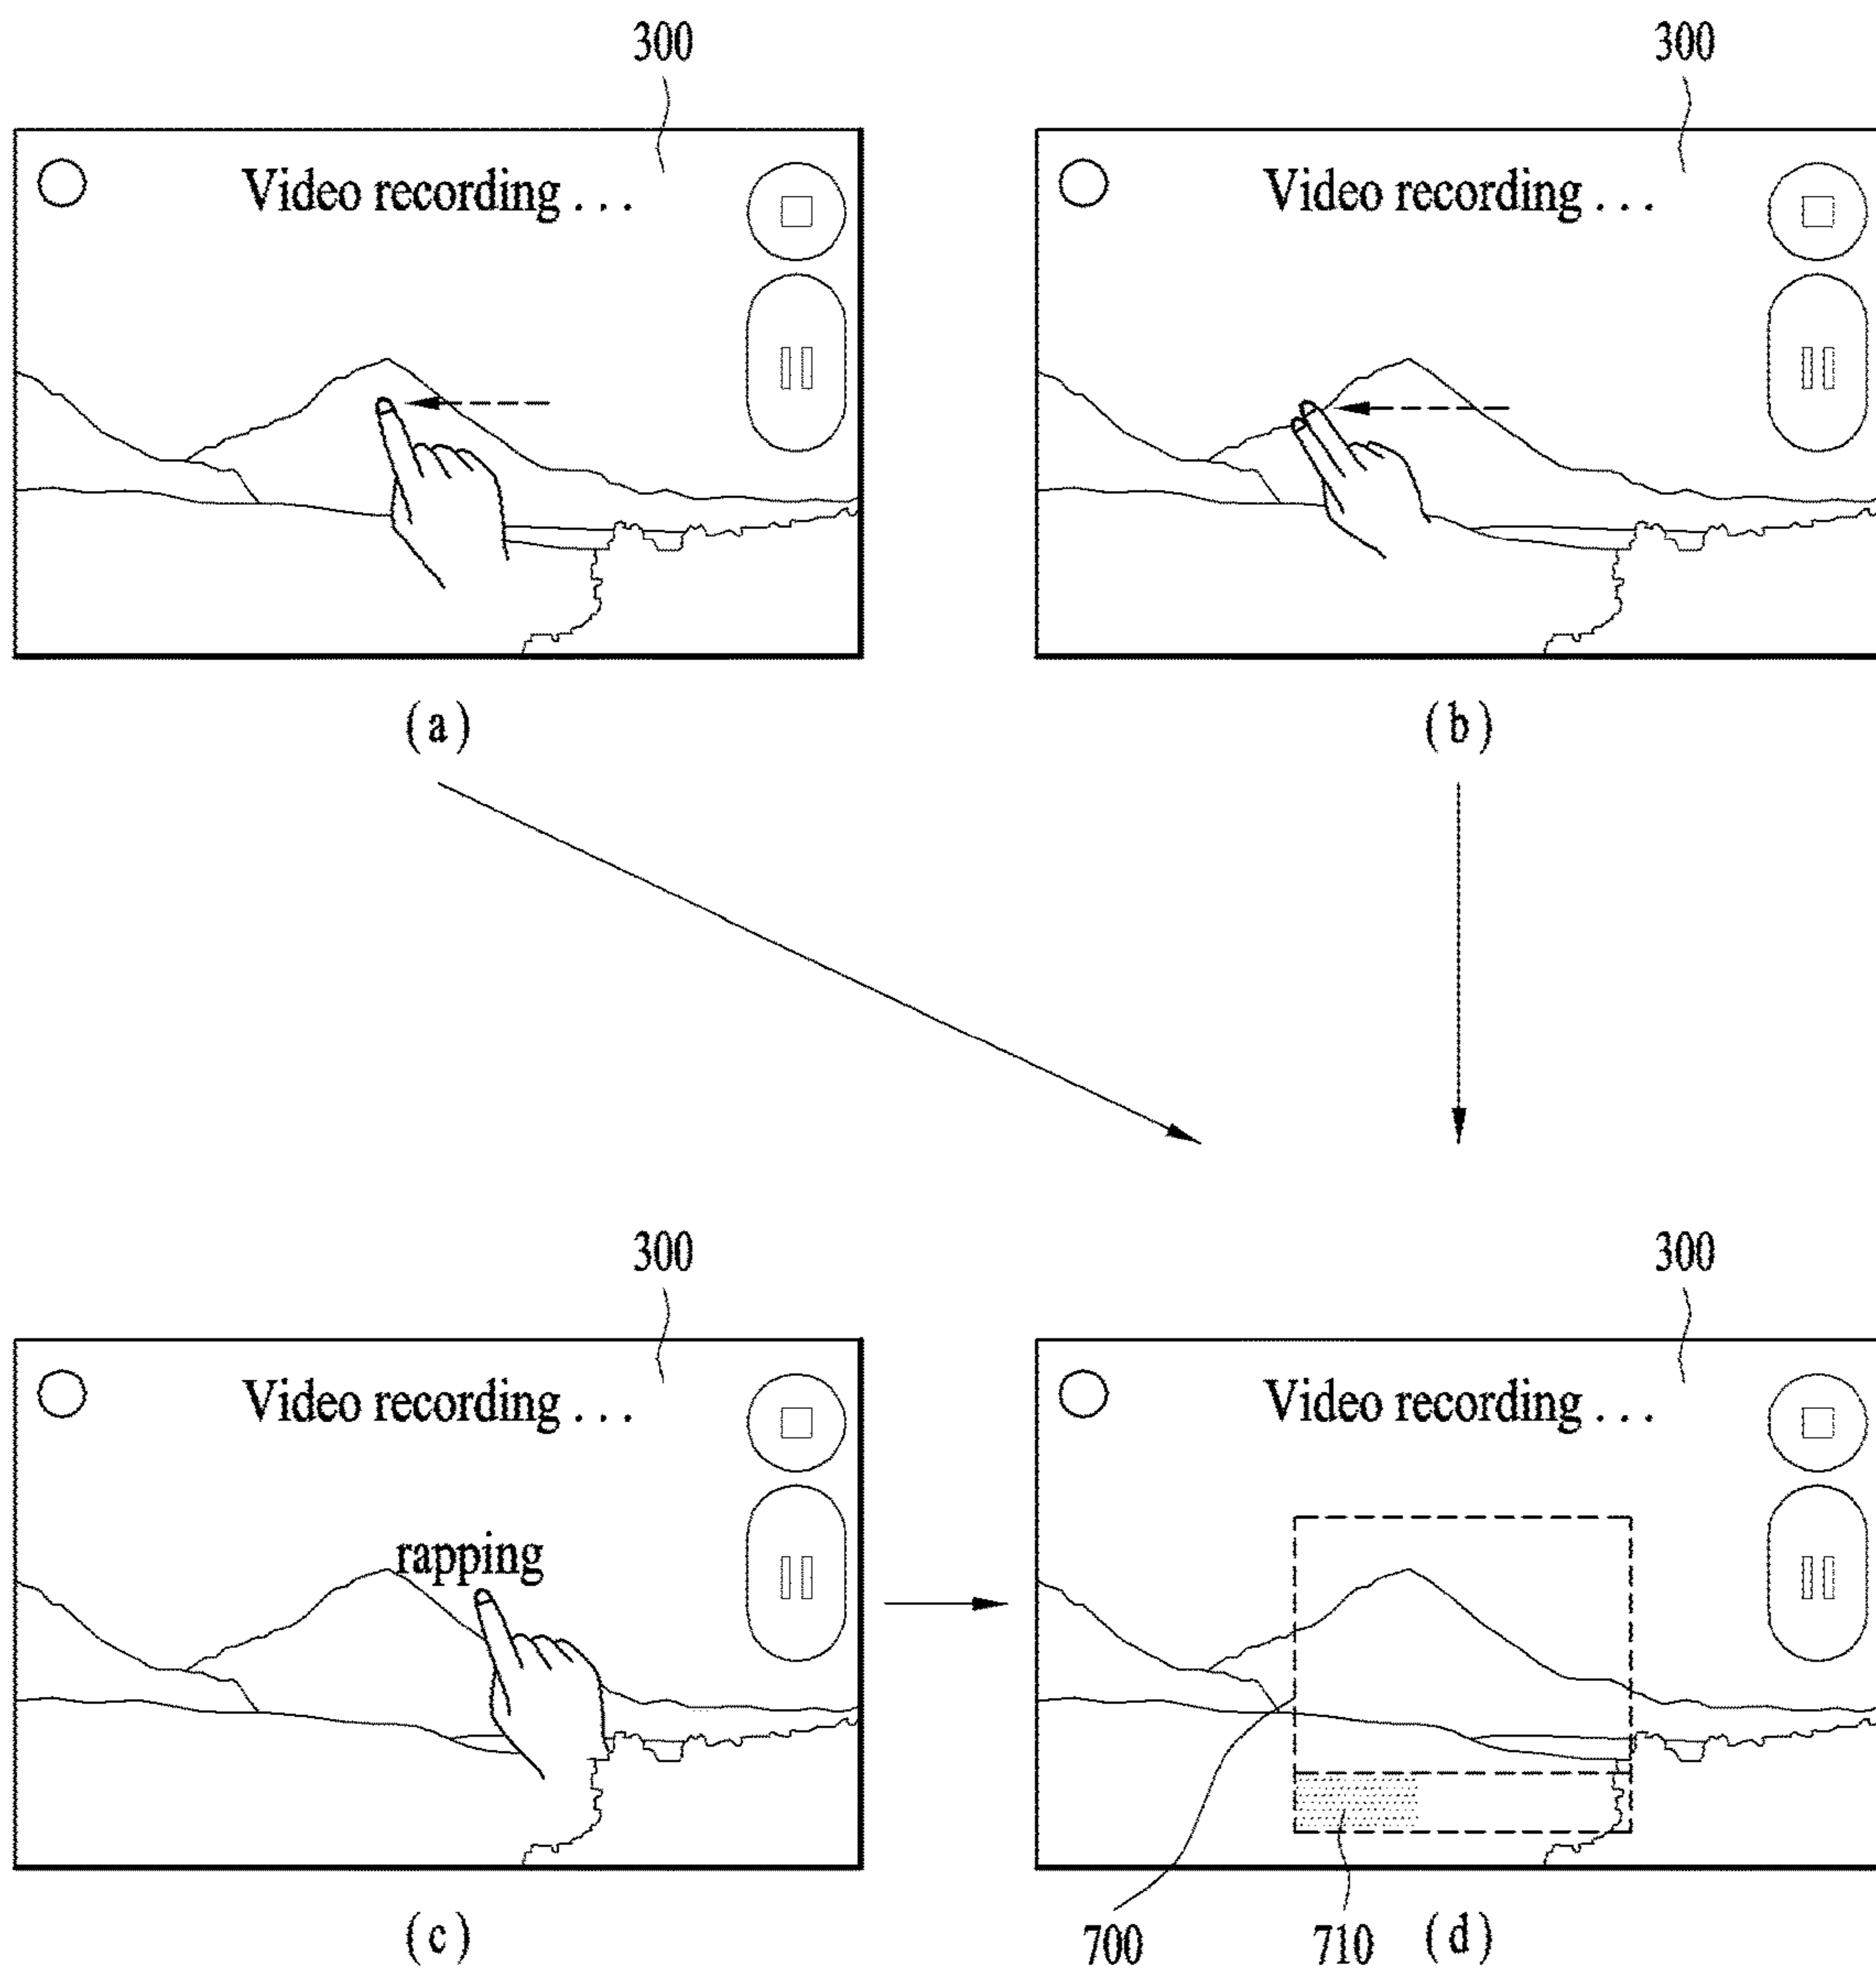 300
300
Video recording . . .
Video recording . . .
(a)
(b)
300
300
Video recording . . .
Video recording . . .
rapping
700
710
(c)
(d)